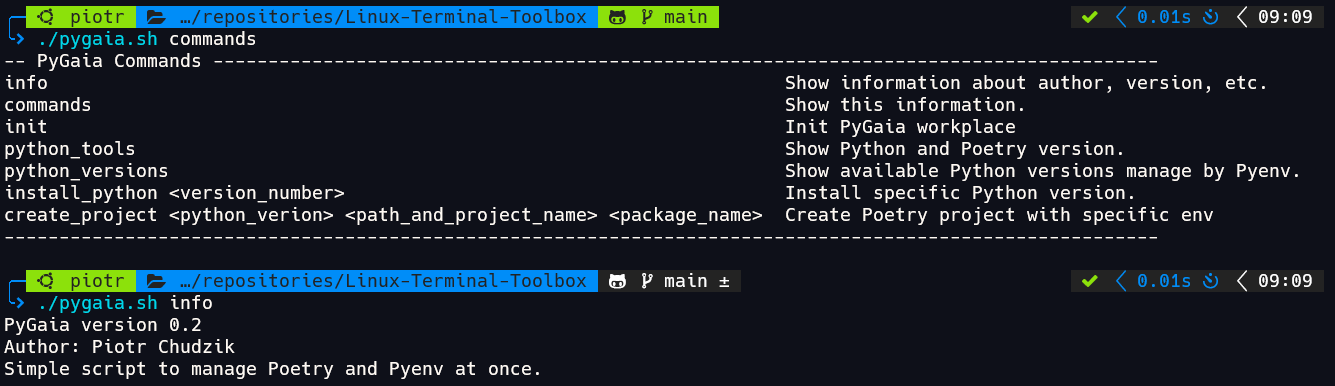 piotr …/repositories/Linux-Terminal-Toolbox main 0.01s 09:09
./pygaia.sh commands
-- PyGaia Commands --------------------------------------------------------------------------------------
info Show information about author, version, etc.
commands Show this information.
init Init PyGaia workplace
python_tools Show Python and Poetry version.
python_versions Show available Python versions manage by Pyenv.
install_python <version_number> Install specific Python version.
create_project <python_verion> <path_and_project_name> <package_name> Create Poetry project with specific env
---------------------------------------------------------------------------------------------------------
piotr …/repositories/Linux-Terminal-Toolbox main ± 0.01s 09:09
./pygaia.sh info
PyGaia version 0.2
Author: Piotr Chudzik
Simple script to manage Poetry and Pyenv at once.